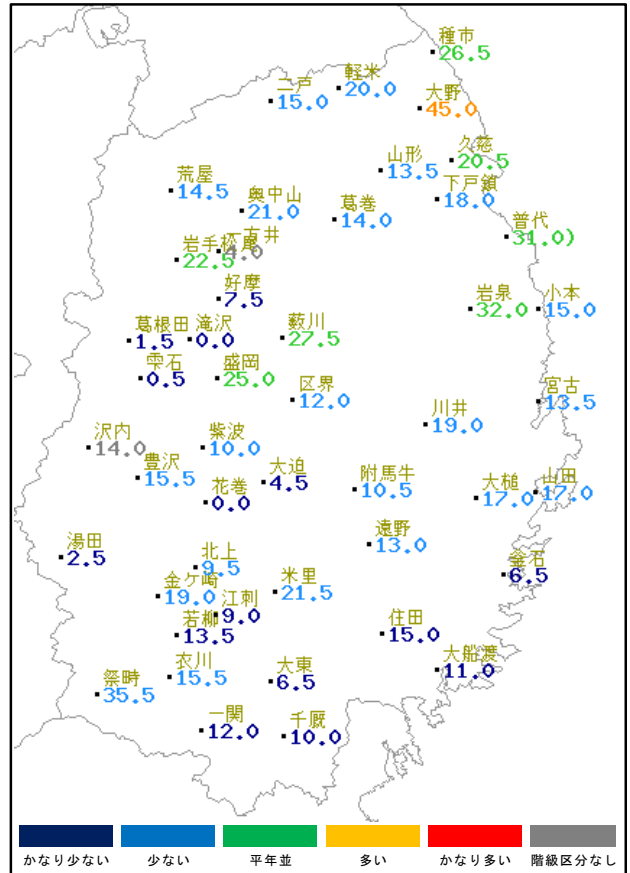 種市
26.5
軽米
20.0
二戸
15.0
大野
45.0
久慈
20.5
山形
13.5
荒屋
14.5
下戸鎖
18.0
奥中山
21.0
葛巻
14.0
普代
31.0)
一方井
4.0
岩手松尾
22.5
好摩
7.5
岩泉
32.0
小本
15.0
葛根田
1.5
滝沢
0.0
薮川
27.5
雫石
0.5
盛岡
25.0
区界
12.0
宮古
13.5
川井
19.0
沢内
14.0
紫波
10.0
豊沢
15.5
大迫
4.5
附馬牛
10.5
大槌
17.0
山田
17.0
花巻
0.0
湯田
2.5
遠野
13.0
北上
9.5
釜石
6.5
金ケ崎
19.0
米里
21.5
江刺
9.0
若柳
13.5
住田
15.0
大船渡
11.0
衣川
15.5
大東
6.5
祭畤
35.5
一関
12.0
千厩
10.0
かなり少ない 少ない 平年並 多い かなり多い 階級区分なし